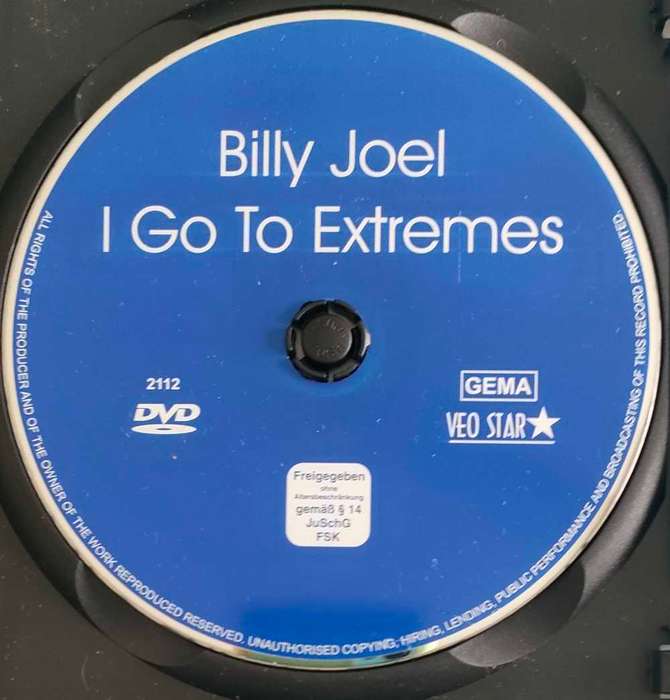 Billy Joel
I Go To Extremes
2112
DVD
GEMA
VEO STAR
Freigegeben
ohne
Altersbeschränkung
gemäß § 14
JuSchG
FSK
ALL RIGHTS OF THE PRODUCER AND OF THE OWNER OF THE WORK REPRODUCED RESERVED. UNAUTHORISED COPYING, HIRING, LENDING, PUBLIC PERFORMANCE AND BROADCASTING OF THIS RECORD PROHIBITED.